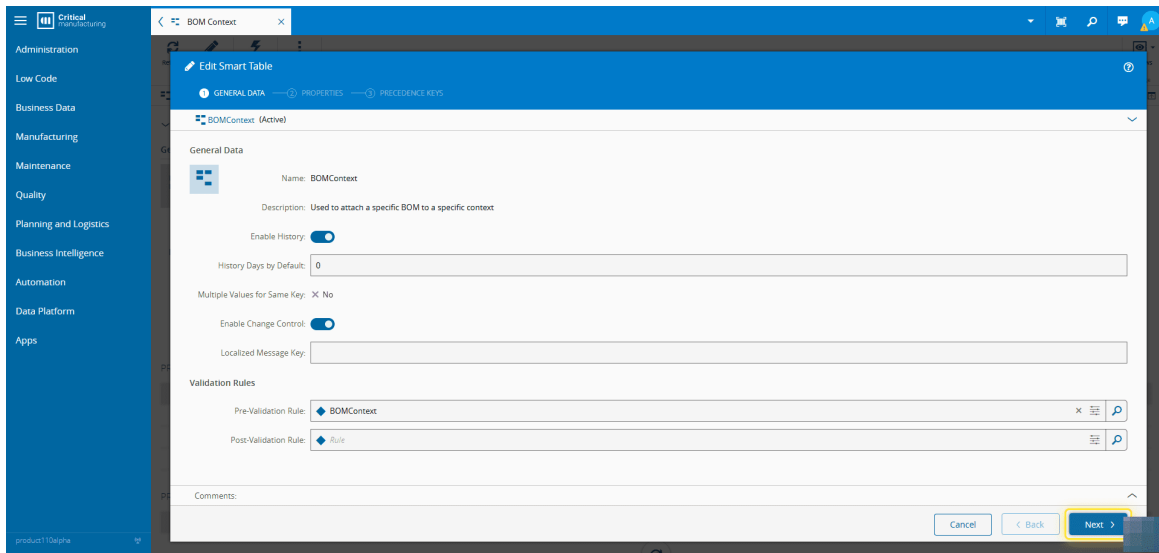 Critical manufacturing
BOM Context
A
Administration
Low Code
Business Data
Manufacturing
Maintenance
Quality
Planning and Logistics
Business Intelligence
Automation
Data Platform
Apps
product110alpha
Edit Smart Table
1 GENERAL DATA 2 PROPERTIES 3 PRECEDENCE KEYS
BOMContext (Active)
General Data
Name: BOMContext
Description: Used to attach a specific BOM to a specific context
Enable History:
History Days by Default: 0
Multiple Values for Same Key: No
Enable Change Control:
Localized Message Key:
Validation Rules
Pre-Validation Rule: BOMContext
Post-Validation Rule: Rule
Comments:
Cancel Back Next